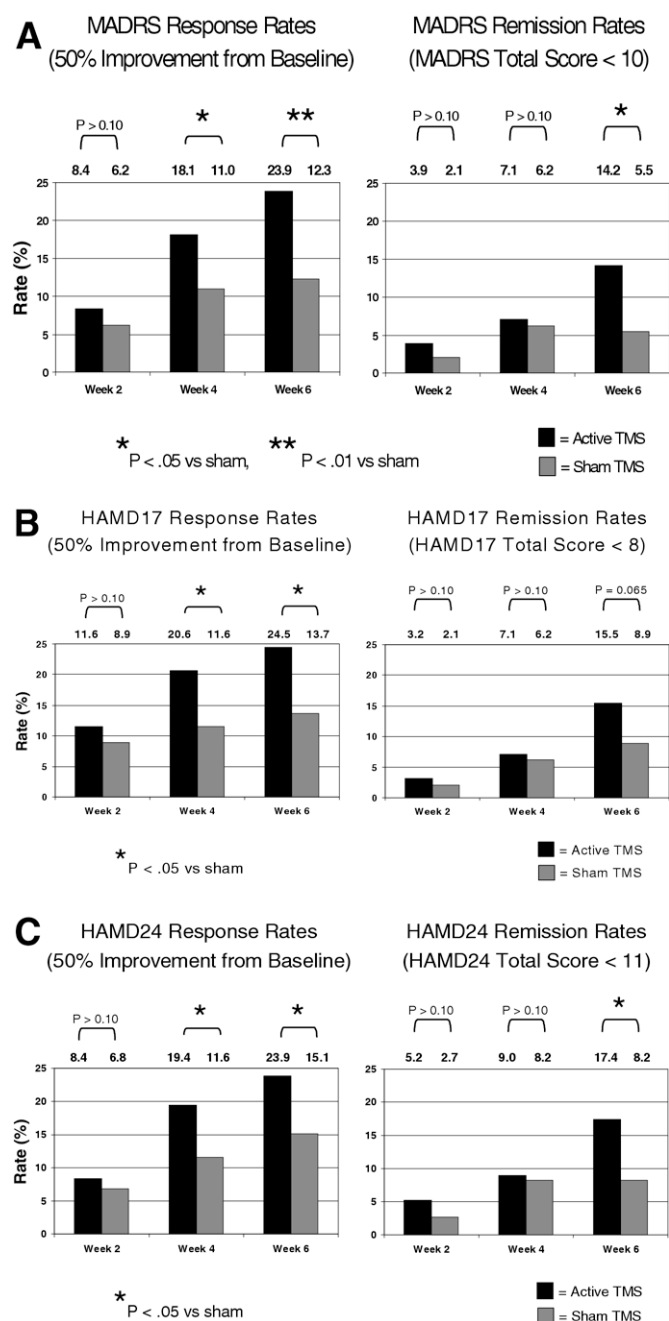 A
MADRS Response Rates
(50% Improvement from Baseline)
P > 0.10
*
**
8.4 6.2 18.1 11.0 23.9 12.3
25
20
15
10
5
0
Rate (%)
Week 2 Week 4 Week 6
MADRS Remission Rates
(MADRS Total Score < 10)
P > 0.10 P > 0.10 *
3.9 2.1 7.1 6.2 14.2 5.5
25
20
15
10
5
0
Week 2 Week 4 Week 6
* P < .05 vs sham, ** P < .01 vs sham
= Active TMS
= Sham TMS
B
HAMD17 Response Rates
(50% Improvement from Baseline)
P > 0.10 * *
11.6 8.9 20.6 11.6 24.5 13.7
25
20
15
10
5
0
Rate (%)
Week 2 Week 4 Week 6
HAMD17 Remission Rates
(HAMD17 Total Score < 8)
P > 0.10 P > 0.10 P = 0.065
3.2 2.1 7.1 6.2 15.5 8.9
25
20
15
10
5
0
Week 2 Week 4 Week 6
* P < .05 vs sham
= Active TMS
= Sham TMS
C
HAMD24 Response Rates
(50% Improvement from Baseline)
P > 0.10 * *
8.4 6.8 19.4 11.6 23.9 15.1
25
20
15
10
5
0
Rate (%)
Week 2 Week 4 Week 6
HAMD24 Remission Rates
(HAMD24 Total Score < 11)
P > 0.10 P > 0.10 *
5.2 2.7 9.0 8.2 17.4 8.2
25
20
15
10
5
0
Week 2 Week 4 Week 6
* P < .05 vs sham
= Active TMS
= Sham TMS